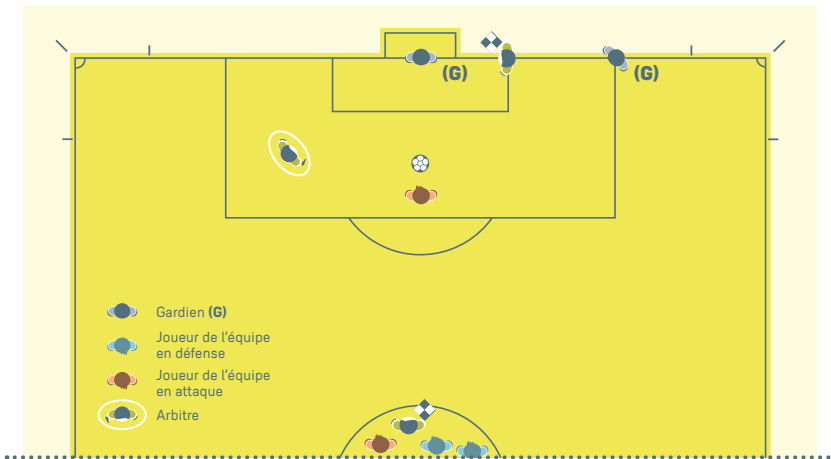 (G)
(G)
Gardien (G)
Joueur de l'équipe
en défense
Joueur de l'équipe
en attaque
Arbitre